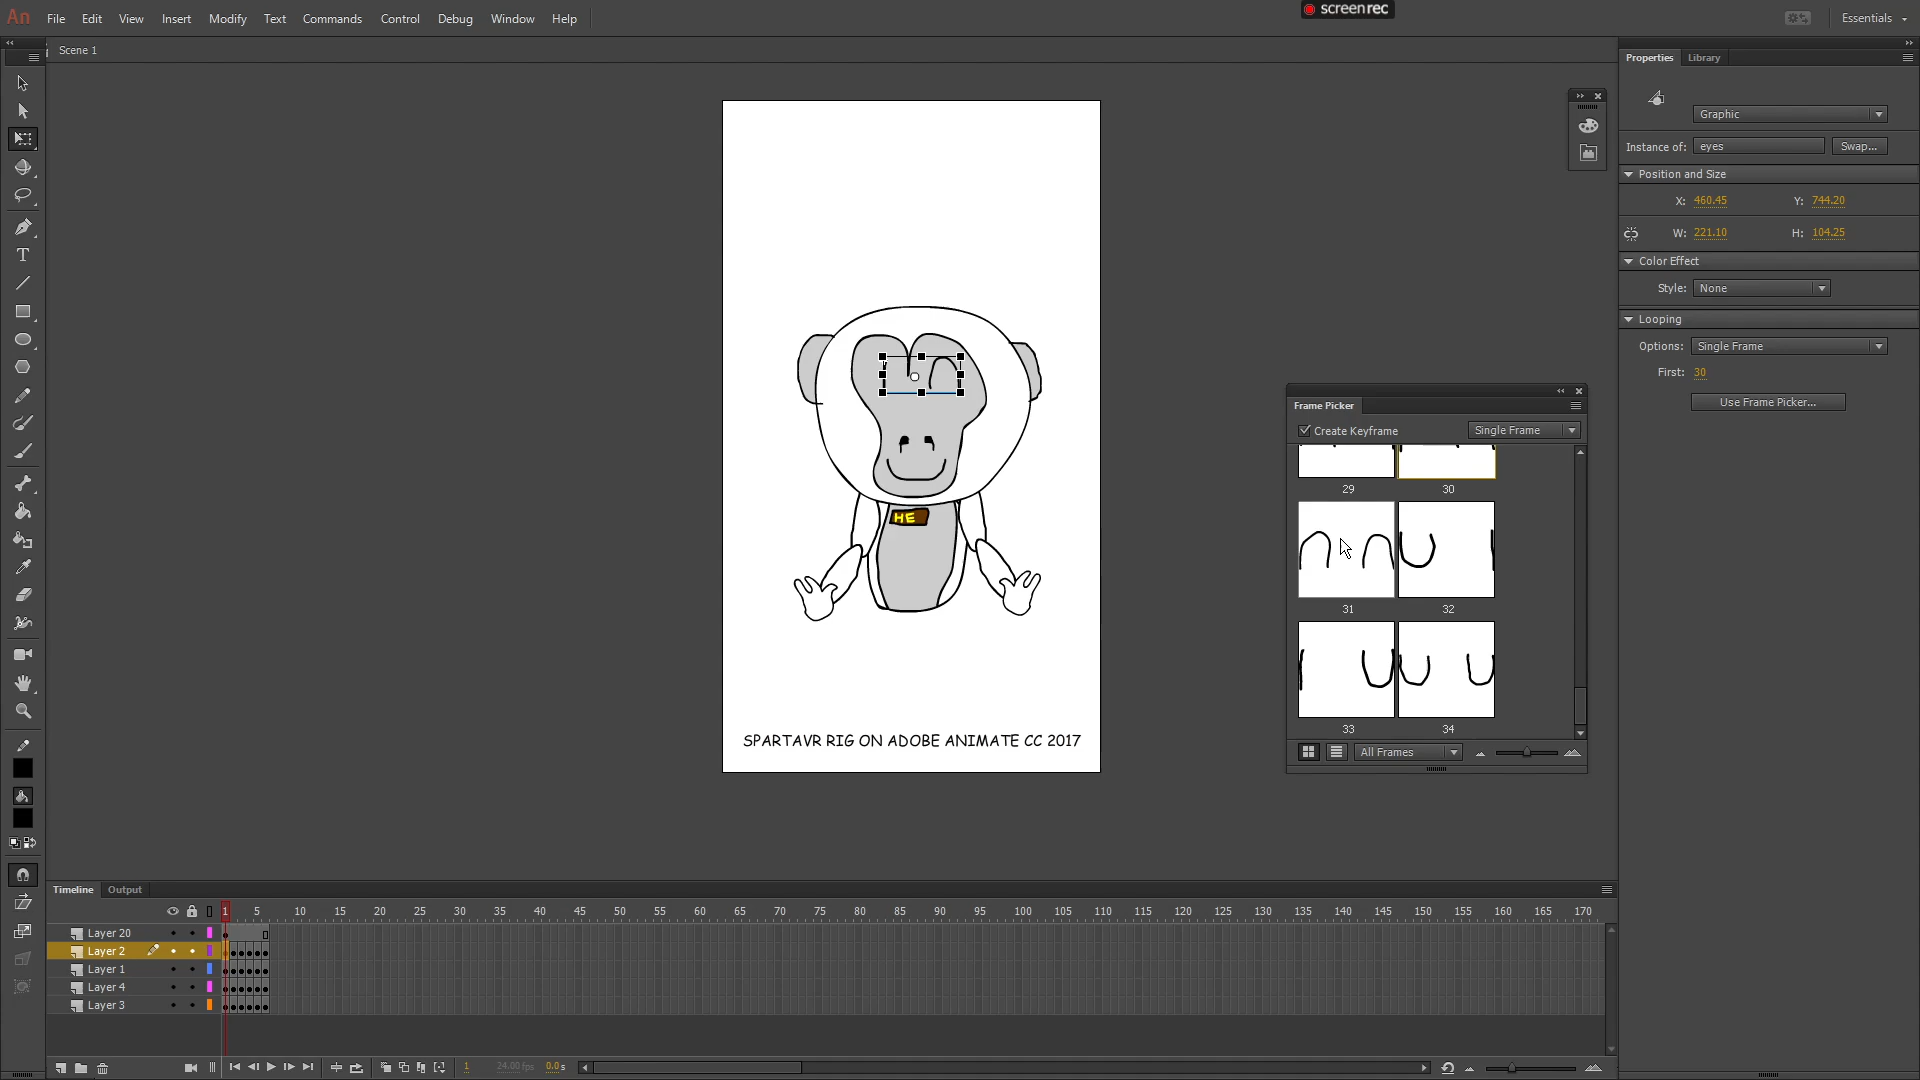 An File Edit View Insert Modify Text Commands Control Debug Window Help screenrec Essentials
Scene 1
Properties Library
Graphic
Instance of: eyes Swap...
Position and Size
X: 460.45 Y: 744.20
W: 221.10 H: 104.25
Color Effect
Style: None
Looping
Options: Single Frame
First: 30
Use Frame Picker...
Frame Picker
Create Keyframe Single Frame
29 30
31 32
33 34
All Frames
HE
SPARTAVR RIG ON ADOBE ANIMATE CC 2017
Timeline Output
1 5 10 15 20 25 30 35 40 45 50 55 60 65 70 75 80 85 90 95 100 105 110 115 120 125 130 135 140 145 150 155 160 165 170
Layer 20
Layer 2
Layer 1
Layer 4
Layer 3
1 24.00 fps 0.0 s